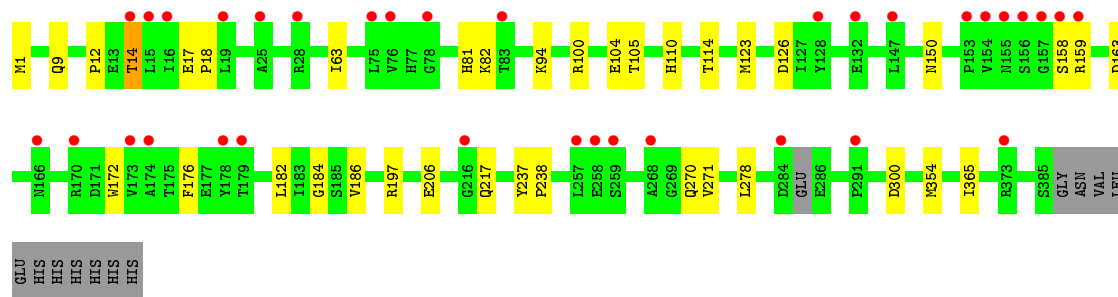 M1 Q9 P12 E13 T14 L15 I16 E17 P18 L19 A25 R28 I63 L75 V76 H77 G78 H81 K82 T83 K94 R100 E104 T105 H110 T114 M123 D126 I127 Y128 E132 L147 N150 P153 V154 N155 S156 G157 S158 R159 D163
N166 R170 D171 W172 V173 A174 T175 F176 E177 Y178 T179 L182 I183 G184 S185 V186 R197 E206 G216 Q217 Y237 P238 L257 E258 S259 A268 G269 Q270 V271 L278 D284 GLU E286 P291 D300 M354 I365 R373 S385 GLY ASN VAL LEU
GLU HIS HIS HIS HIS HIS HIS